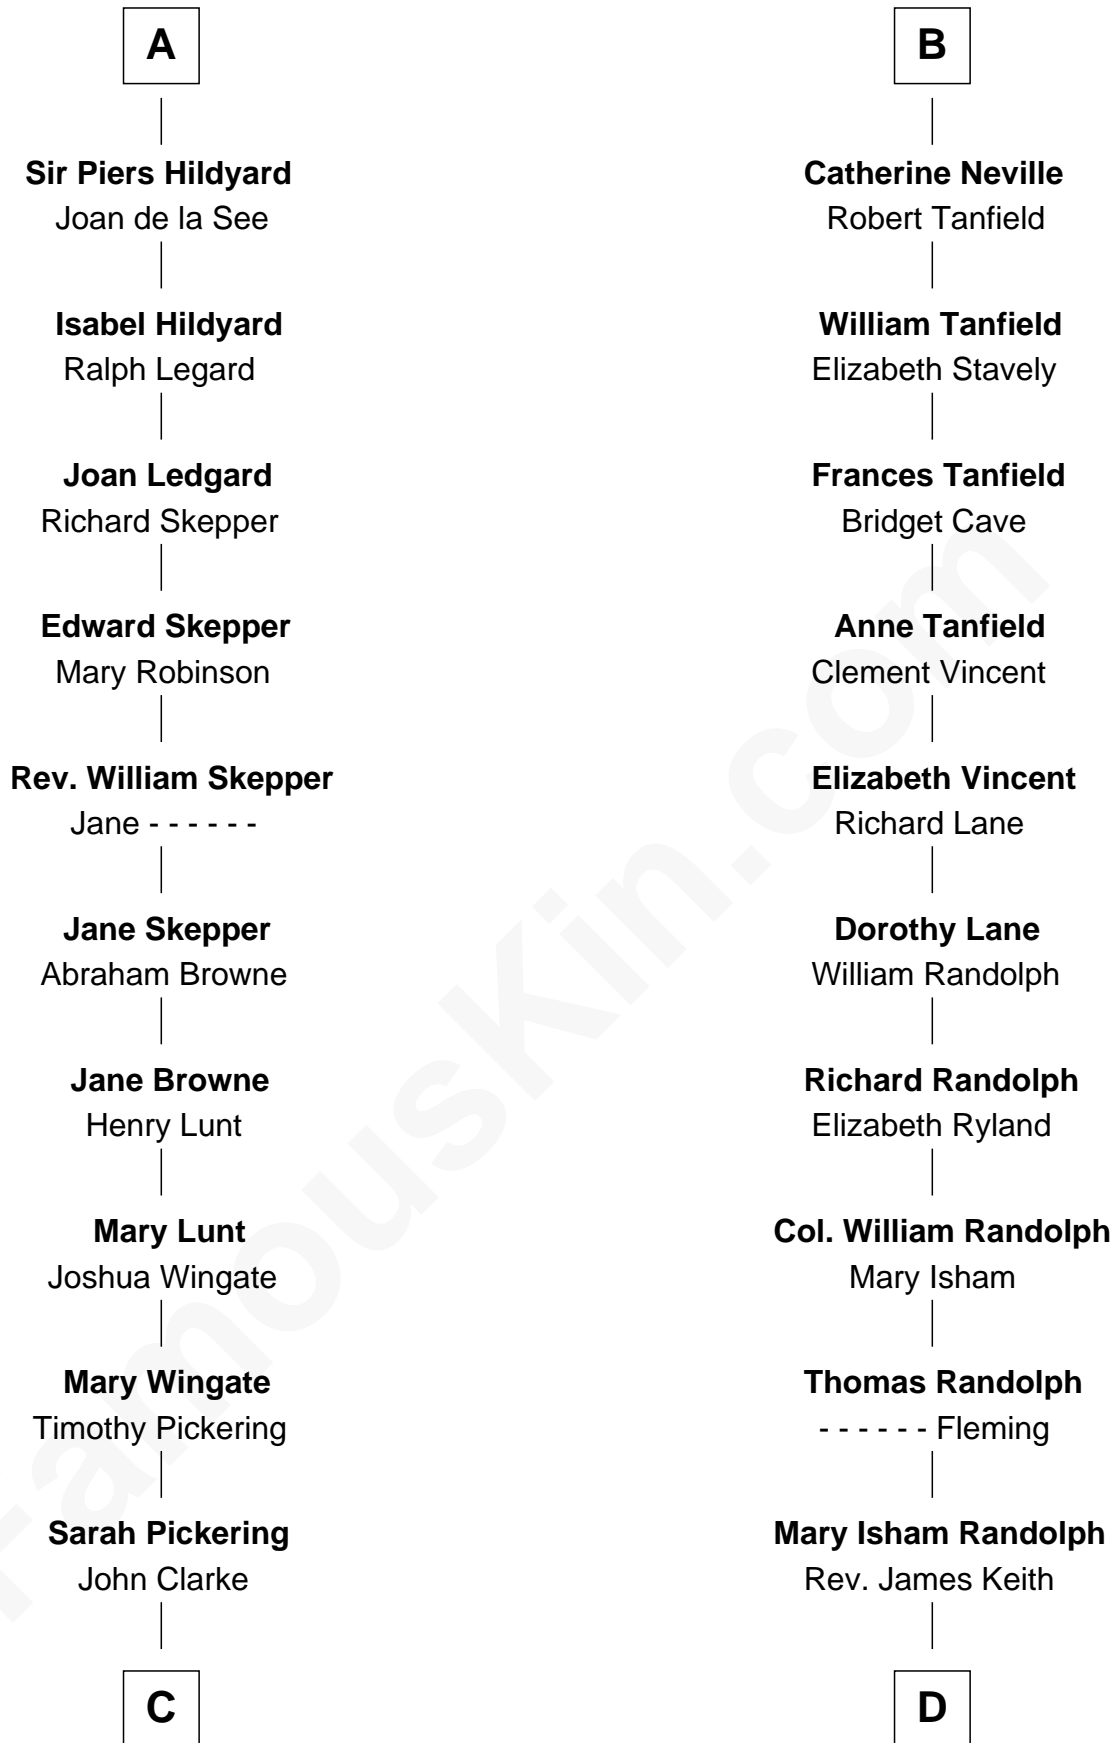 A
Sir Piers Hildyard
Joan de la See
Isabel Hildyard
Ralph Legard
Joan Ledgard
Richard Skepper
Edward Skepper
Mary Robinson
Rev. William Skepper
Jane - - - - - -
Jane Skepper
Abraham Browne
Jane Browne
Henry Lunt
Mary Lunt
Joshua Wingate
Mary Wingate
Timothy Pickering
Sarah Pickering
John Clarke
C
B
Catherine Neville
Robert Tanfield
William Tanfield
Elizabeth Stavely
Frances Tanfield
Bridget Cave
Anne Tanfield
Clement Vincent
Elizabeth Vincent
Richard Lane
Dorothy Lane
William Randolph
Richard Randolph
Elizabeth Ryland
Col. William Randolph
Mary Isham
Thomas Randolph
- - - - - - Fleming
Mary Isham Randolph
Rev. James Keith
D
FamousKin.com